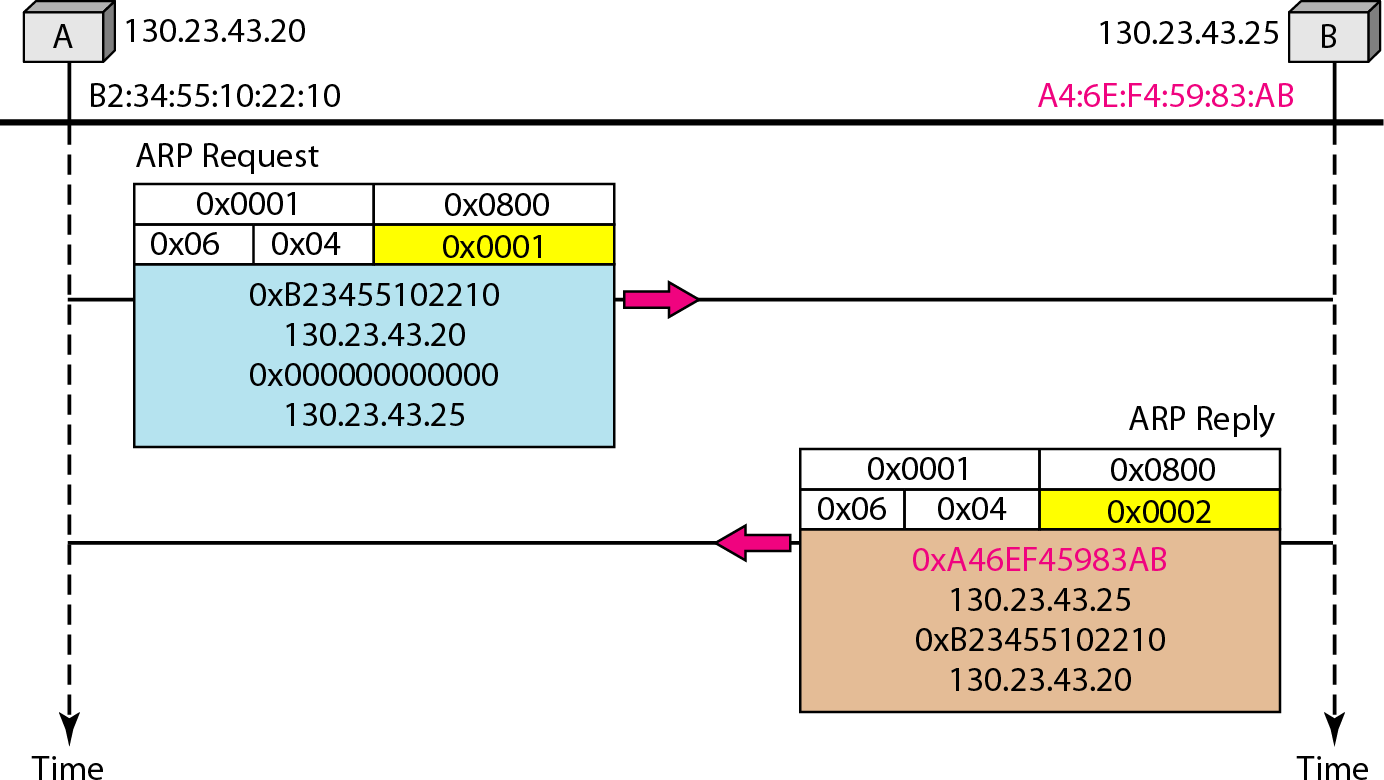 A 130.23.43.20 130.23.43.25 B
B2:34:55:10:22:10 A4:6E:F4:59:83:AB
ARP Request
0x0001 0x0800
0x06 0x04 0x0001
0xB23455102210
130.23.43.20
0x000000000000
130.23.43.25
ARP Reply
0x0001 0x0800
0x06 0x04 0x0002
0xA46EF45983AB
130.23.43.25
0xB23455102210
130.23.43.20
Time Time